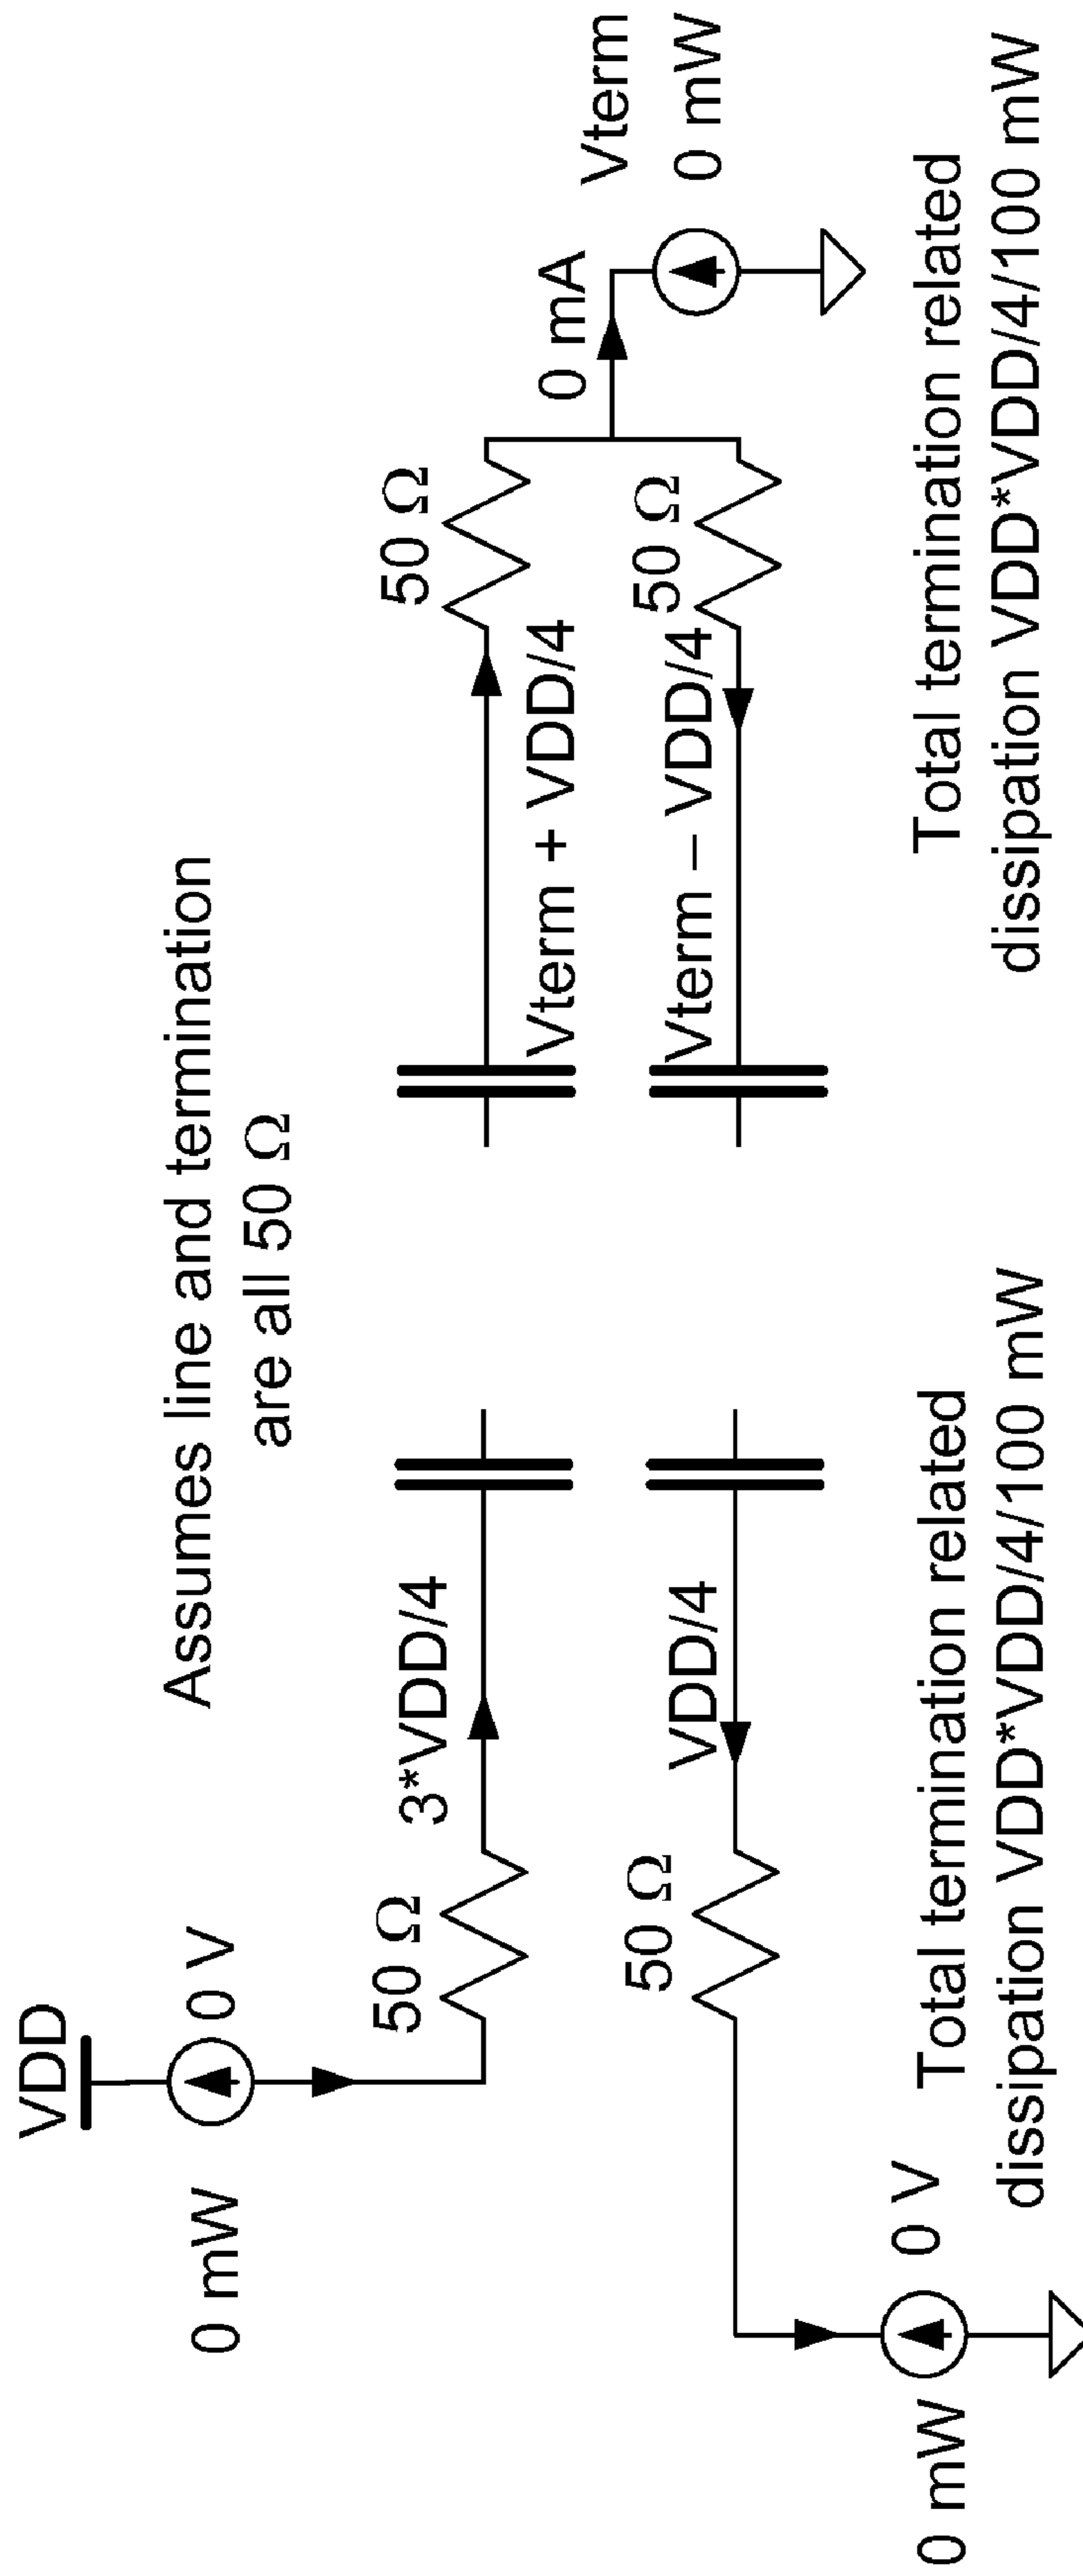 Assumes line and termination
are all 50 Ω
VDD
0 mW
0 V
50 Ω
3*VDD/4
50 Ω
VDD/4
0 mW
0 V
Total termination related
dissipation VDD*VDD/4/100 mW
Vterm + VDD/4
50 Ω
Vterm – VDD/4
50 Ω
0 mA
Vterm
0 mW
Total termination related
dissipation VDD*VDD/4/100 mW